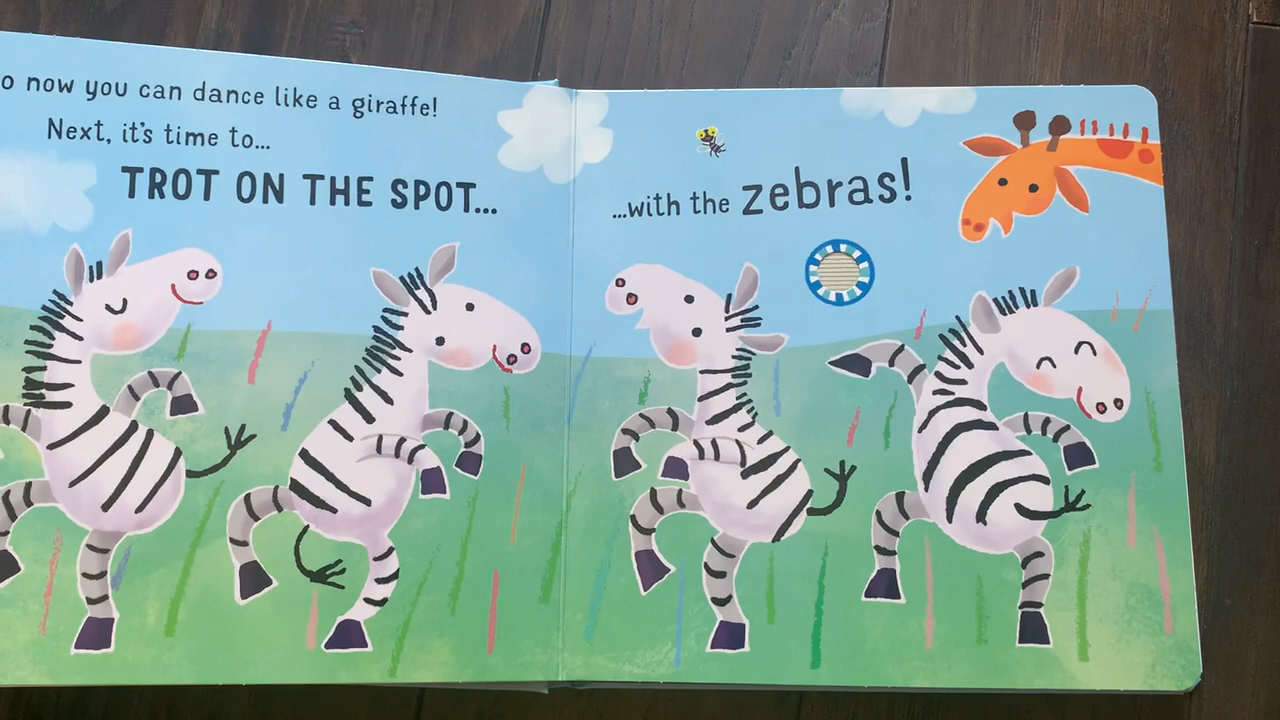 now you can dance like a giraffe!
Next, it's time to...
TROT ON THE SPOT...
...with the zebras!